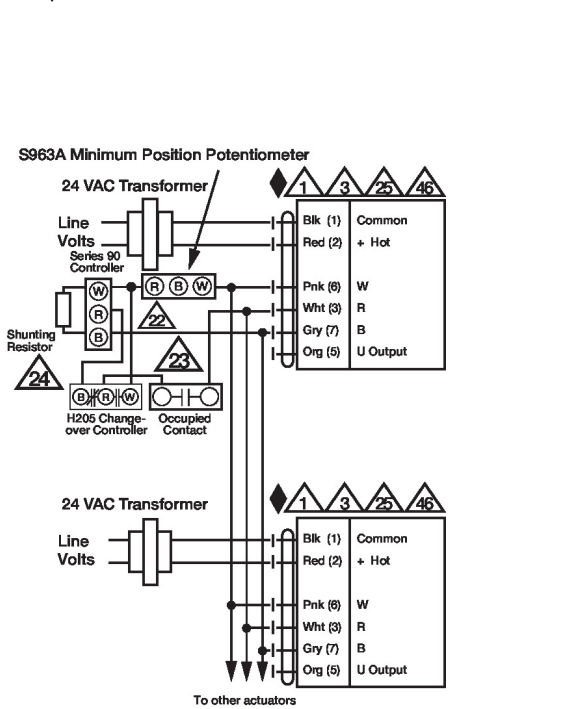 S963A Minimum Position Potentiometer
24 VAC Transformer
1 3 25 46
Line
Volts
Blk (1) Common
Red (2) + Hot
Series 90
Controller
W
R
B
R B W
Pnk (6) W
Wht (3) R
Gry (7) B
Org (5) U Output
22
23
Shunting
Resistor
24
B R W
H205 Change-
over Controller
Occupied
Contact
24 VAC Transformer
1 3 25 46
Line
Volts
Blk (1) Common
Red (2) + Hot
Pnk (6) W
Wht (3) R
Gry (7) B
Org (5) U Output
To other actuators